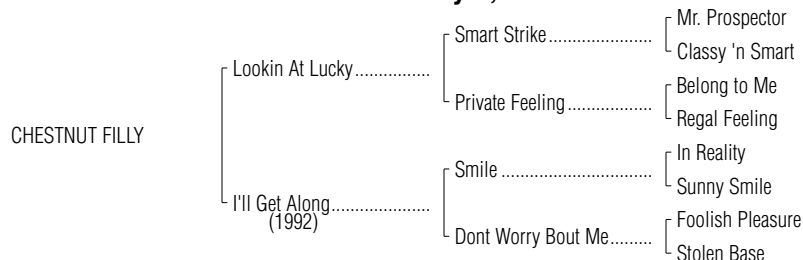 Mr. Prospector
Smart Strike....................
Classy 'n Smart
Lookin At Lucky................
Belong to Me
Private Feeling..................
Regal Feeling
CHESTNUT FILLY
In Reality
Smile ...........................
Sunny Smile
I'll Get Along.....................
(1992)
Foolish Pleasure
Dont Worry Bout Me.........
Stolen Base